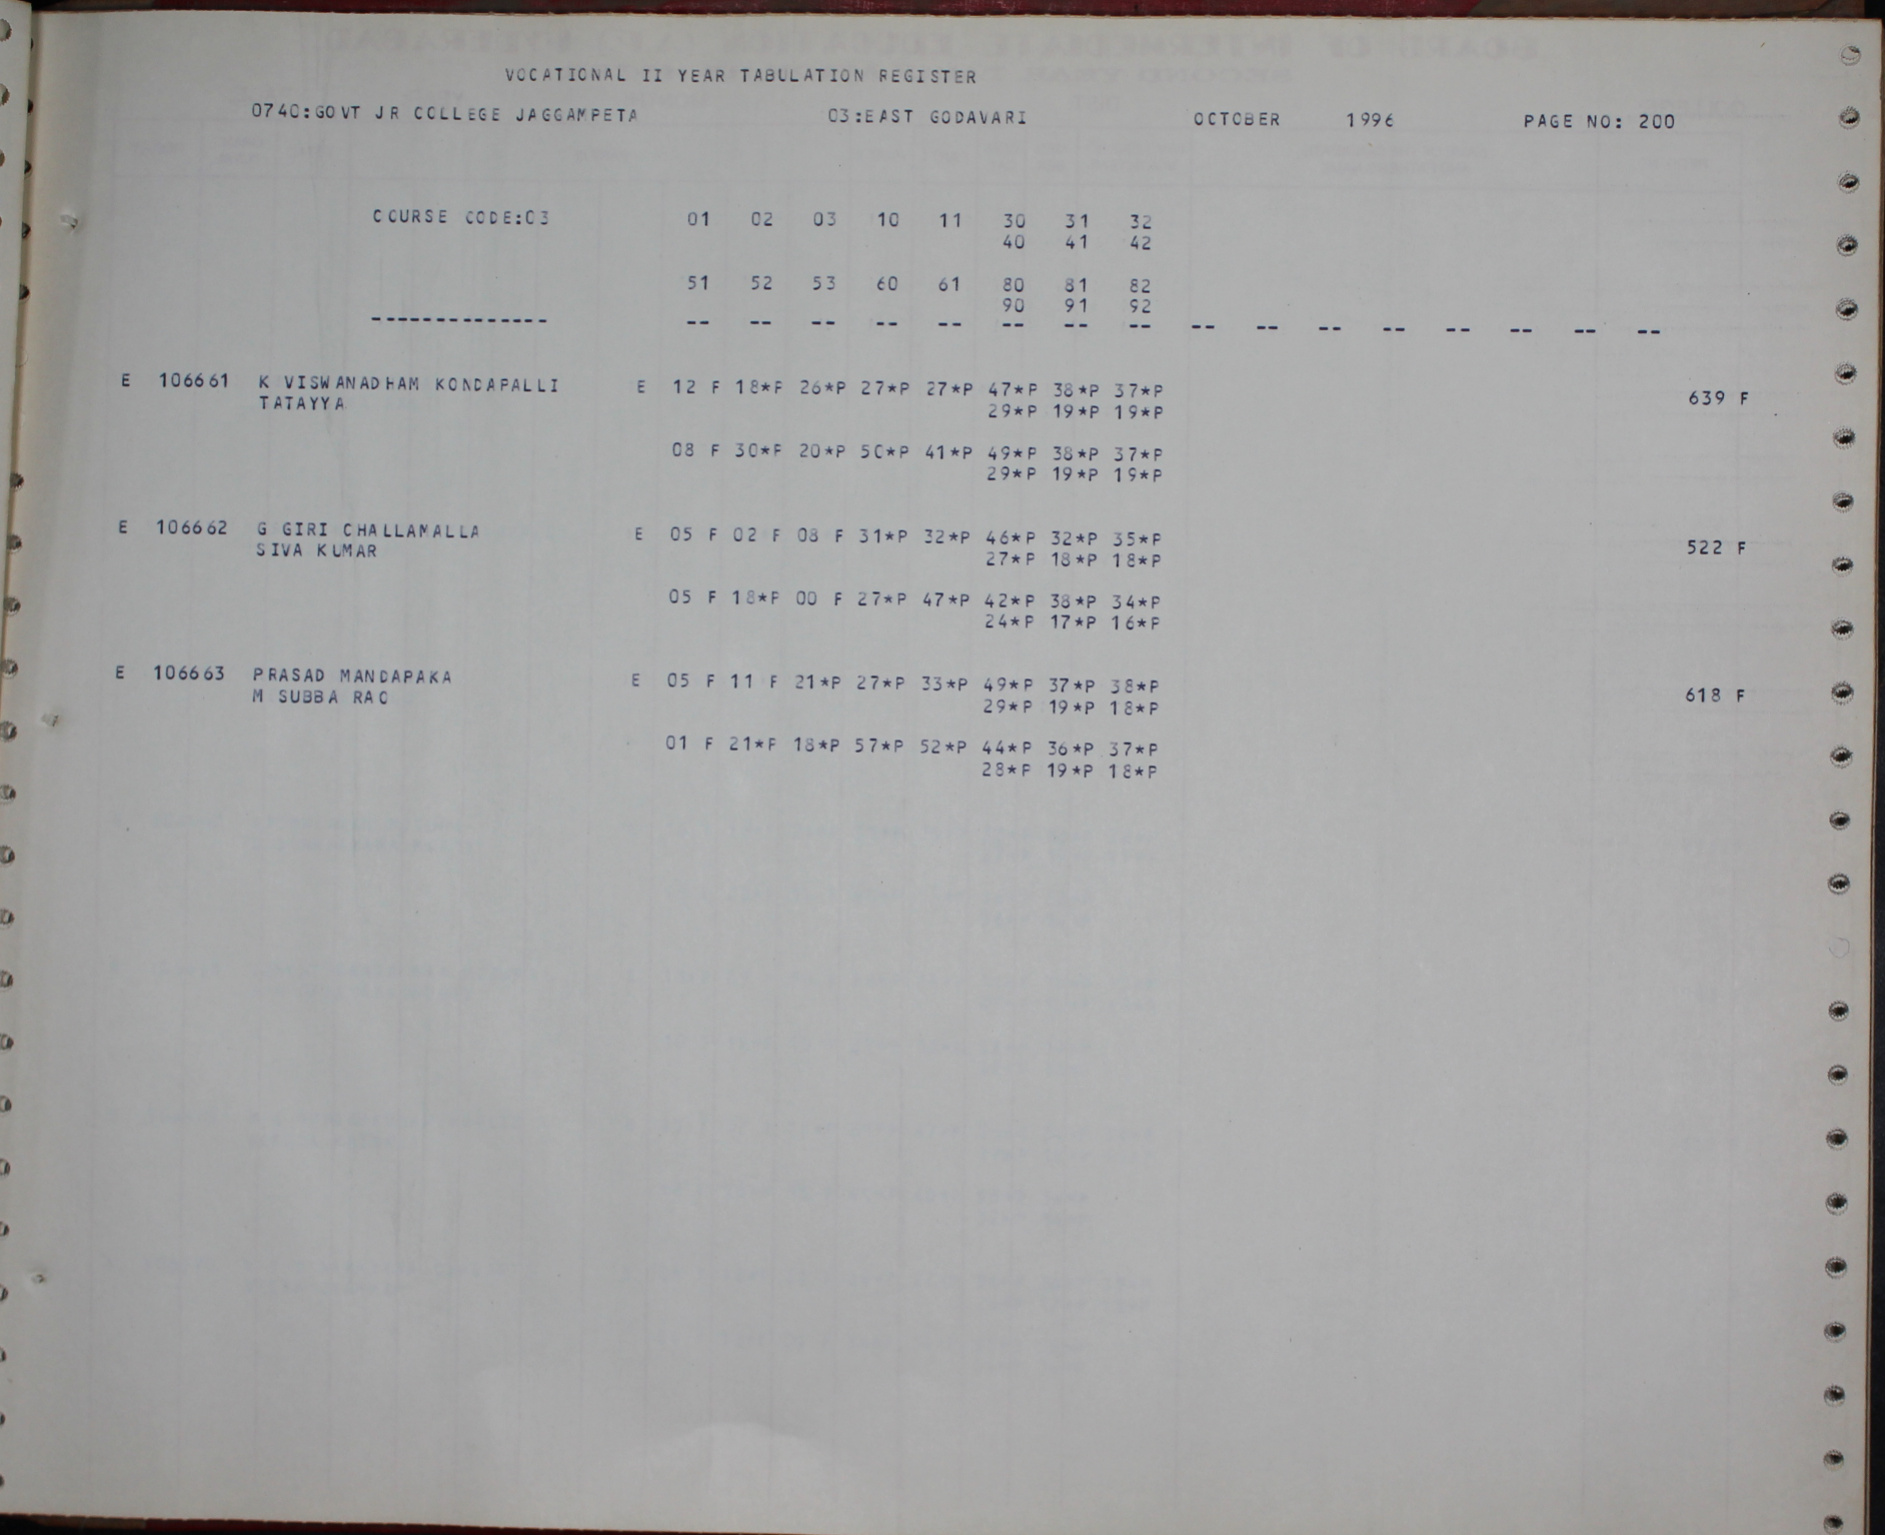 VOCATIONAL II YEAR TABULATION REGISTER
0740:GOVT JR COLLEGE JAGGAMPETA 03:EAST GODAVARI OCTOBER 1996 PAGE NO: 200
COURSE CODE:03 01 02 03 10 11 30 31 32
40 41 42
51 52 53 60 61 80 81 82
90 91 92
-------------- -- -- -- -- -- -- -- -- -- -- -- -- -- -- -- --
E 106661 K VISWANADHAM KONDAPALLI E 12 F 18*P 26*P 27*P 27*P 47*P 38*P 37*P 639 F
TATAYYA 29*P 19*P 19*P
08 F 30*P 20*P 50*P 41*P 49*P 38*P 37*P
29*P 19*P 19*P
E 106662 G GIRI CHALLAMALLA E 05 F 02 F 08 F 31*P 32*P 46*P 32*P 35*P 522 F
SIVA KUMAR 27*P 18*P 18*P
05 F 18*P 00 F 27*P 47*P 42*P 38*P 34*P
24*P 17*P 16*P
E 106663 PRASAD MANDAPAKA E 05 F 11 F 21*P 27*P 33*P 49*P 37*P 38*P 618 F
M SUBBA RAO 29*P 19*P 18*P
01 F 21*P 18*P 57*P 52*P 44*P 36*P 37*P
28*P 19*P 18*P